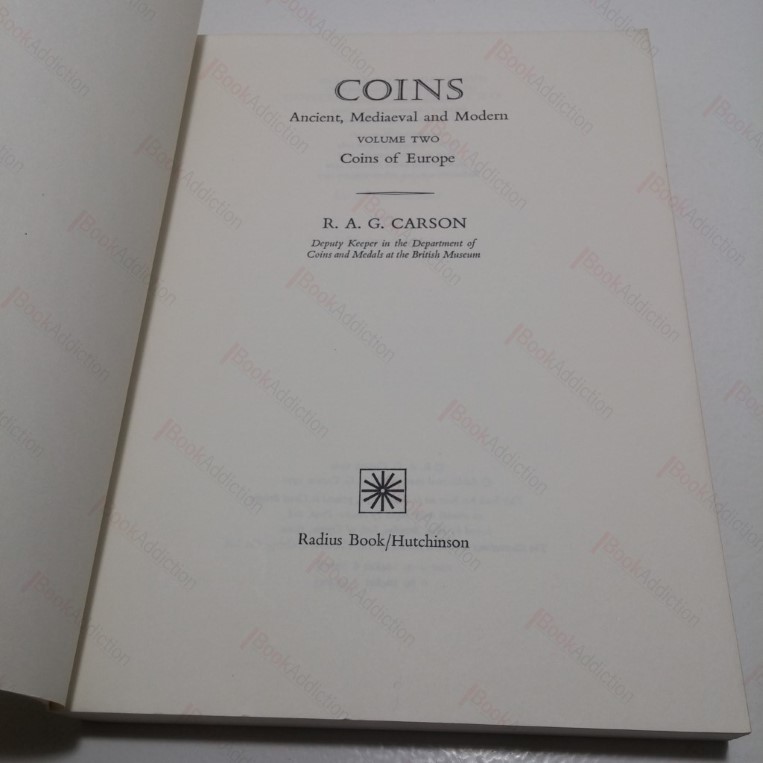 COINS
Ancient, Mediaeval and Modern
VOLUME TWO
Coins of Europe
R. A. G. CARSON
Deputy Keeper in the Department of
Coins and Medals at the British Museum
Radius Book/Hutchinson
BookAddiction